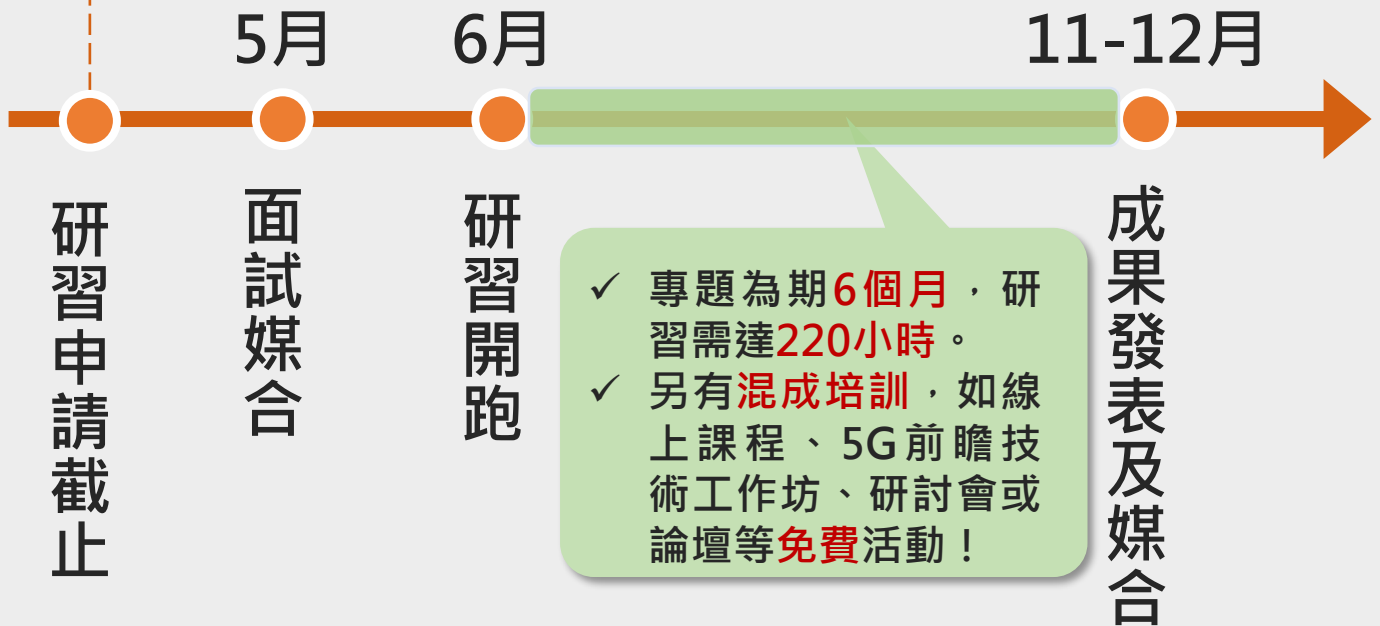 5月
6月
11-12月
研習申請截止
面試媒合
研習開跑
✓ 專題為期6個月，研
習需達220小時。
✓ 另有混成培訓，如線
上課程、5G前瞻技
術工作坊、研討會或
論壇等免費活動！
成果發表及媒合